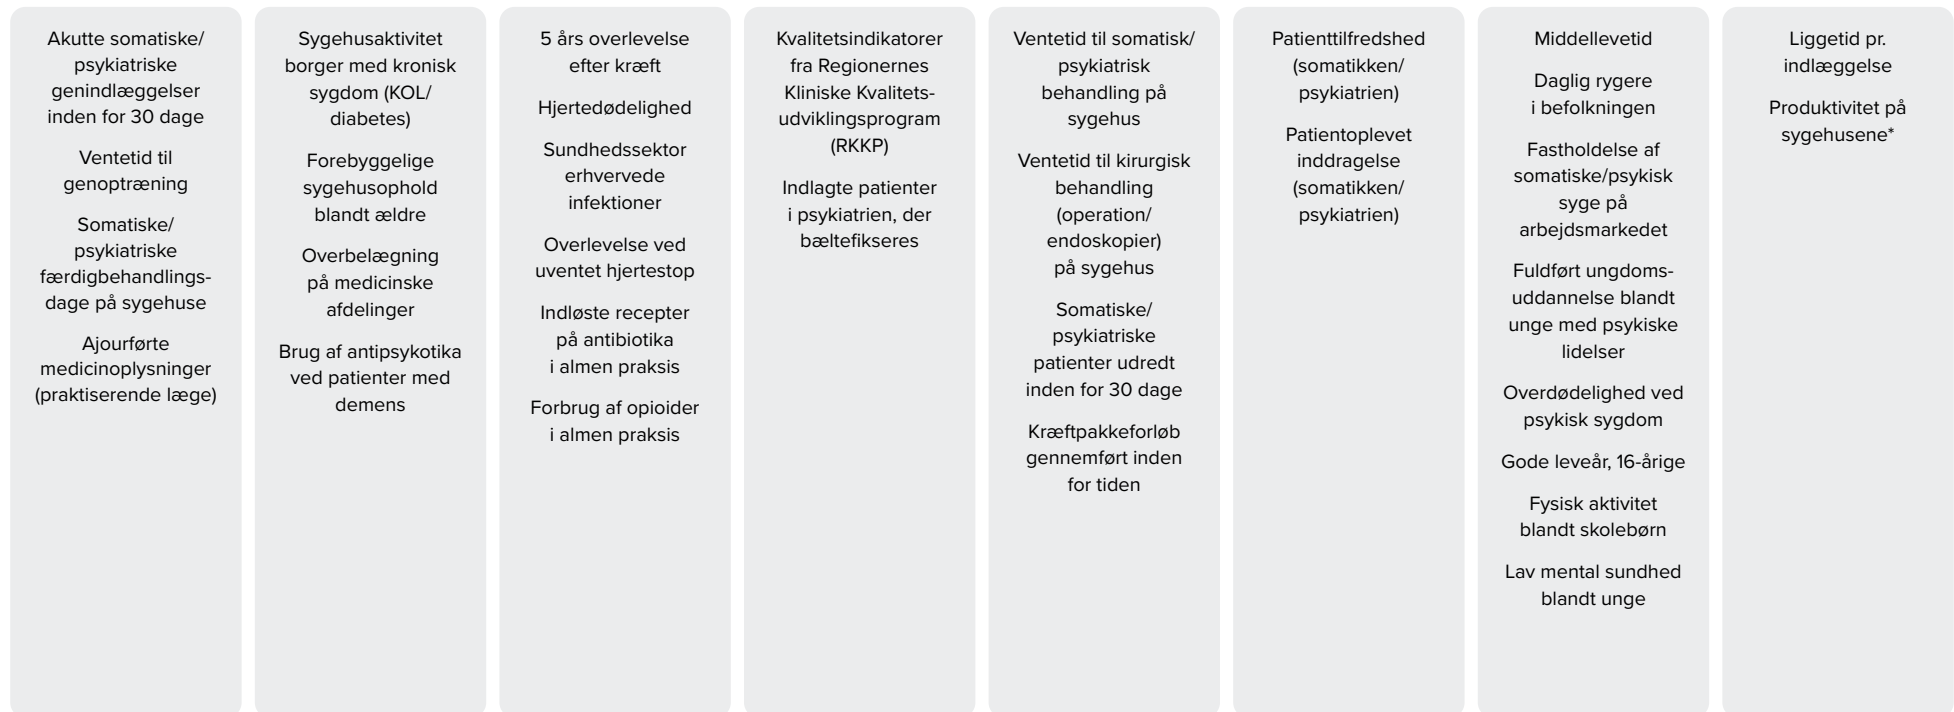 Akutte somatiske/
psykiatriske
genindlæggelser
inden for 30 dage
Ventetid til
genoptræning
Somatiske/
psykiatriske
færdigbehandlings-
dage på sygehuse
Ajourførte
medicinoplysninger
(praktiserende læge)
Sygehusaktivitet
borger med kronisk
sygdom (KOL/
diabetes)
Forebyggelige
sygehusophold
blandt ældre
Overbelægning
på medicinske
afdelinger
Brug af antipsykotika
ved patienter med
demens
5 års overlevelse
efter kræft
Hjertedødelighed
Sundhedssektor
erhvervede
infektioner
Overlevelse ved
uventet hjertestop
Indløste recepter
på antibiotika
i almen praksis
Forbrug af opioider
i almen praksis
Kvalitetsindikatorer
fra Regionernes
Kliniske Kvalitets-
udviklingsprogram
(RKKP)
Indlagte patienter
i psykiatrien, der
bæltefikseres
Ventetid til somatisk/
psykiatrisk
behandling på
sygehus
Ventetid til kirurgisk
behandling
(operation/
endoskopier)
på sygehus
Somatiske/
psykiatriske
patienter udredt
inden for 30 dage
Kræftpakkeforløb
gennemført inden
for tiden
Patienttilfredshed
(somatikken/
psykiatrien)
Patientoplevet
inddragelse
(somatikken/
psykiatrien)
Middellevetid
Daglig rygere
i befolkningen
Fastholdelse af
somatiske/psykisk
syge på
arbejdsmarkedet
Fuldført ungdoms-
uddannelse blandt
unge med psykiske
lidelser
Overdødelighed ved
psykisk sygdom
Gode leveår, 16-årige
Fysisk aktivitet
blandt skolebørn
Lav mental sundhed
blandt unge
Liggetid pr.
indlæggelse
Produktivitet på
sygehusene*